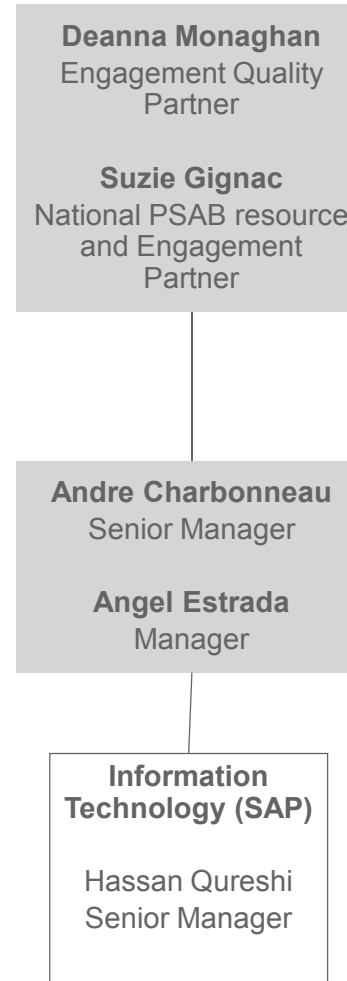 Deanna Monaghan
Engagement Quality
Partner
Suzie Gignac
National PSAB resource
and Engagement
Partner
Andre Charbonneau
Senior Manager
Angel Estrada
Manager
Information
Technology (SAP)
Hassan Qureshi
Senior Manager